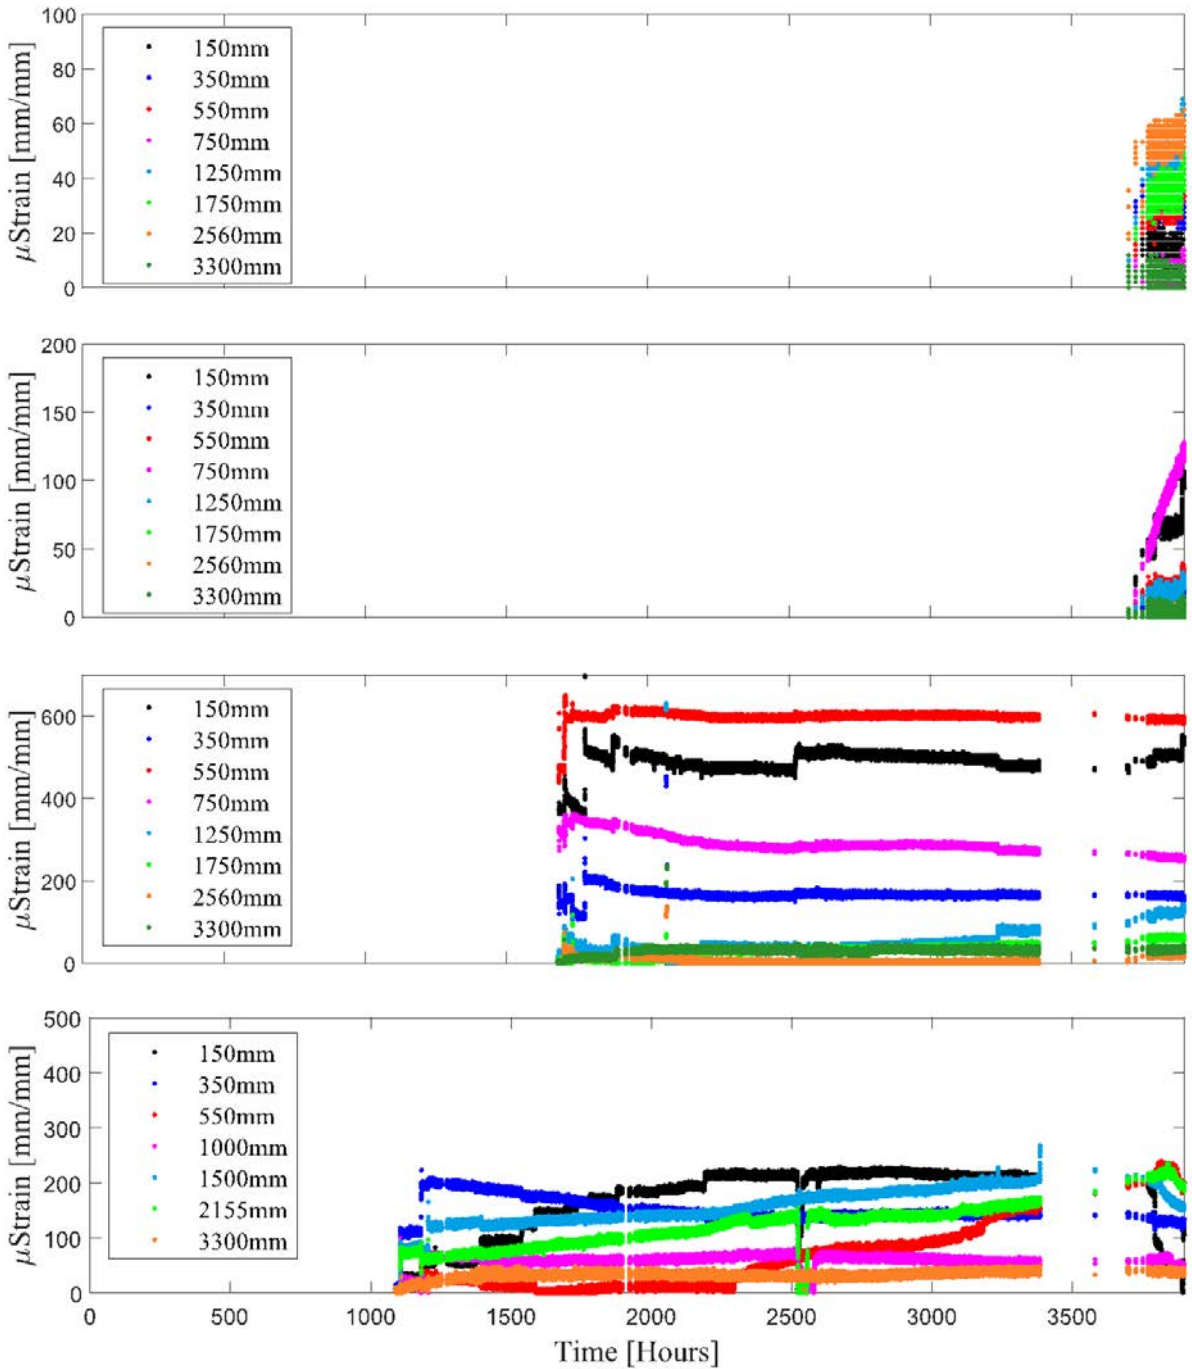 100
80
60
40
20
0
μStrain [mm/mm]
150mm
350mm
550mm
750mm
1250mm
1750mm
2560mm
3300mm
200
150
100
50
0
μStrain [mm/mm]
150mm
350mm
550mm
750mm
1250mm
1750mm
2560mm
3300mm
600
400
200
0
μStrain [mm/mm]
150mm
350mm
550mm
750mm
1250mm
1750mm
2560mm
3300mm
500
400
300
200
100
0
μStrain [mm/mm]
150mm
350mm
550mm
1000mm
1500mm
2155mm
3300mm
0 500 1000 1500 2000 2500 3000 3500
Time [Hours]